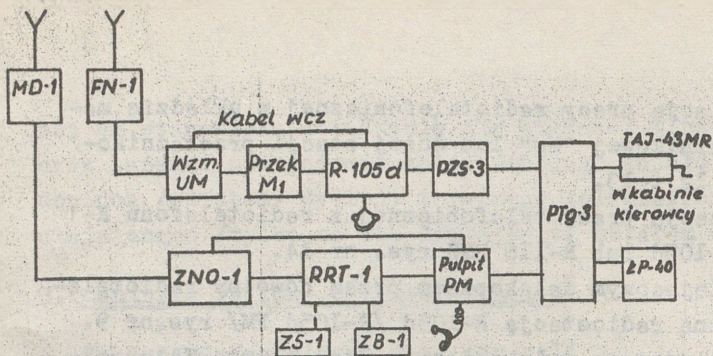 MD-1
FN-1
Kabel wcz
Wzm.
UM
Przek
M1
R-105d
PZS-3
PTg-3
TAJ-43MR
w kabinie
kierowcy
ZNO-1
RRT-1
Pulpit
PM
ŁP-40
ZS-1
ZB-1